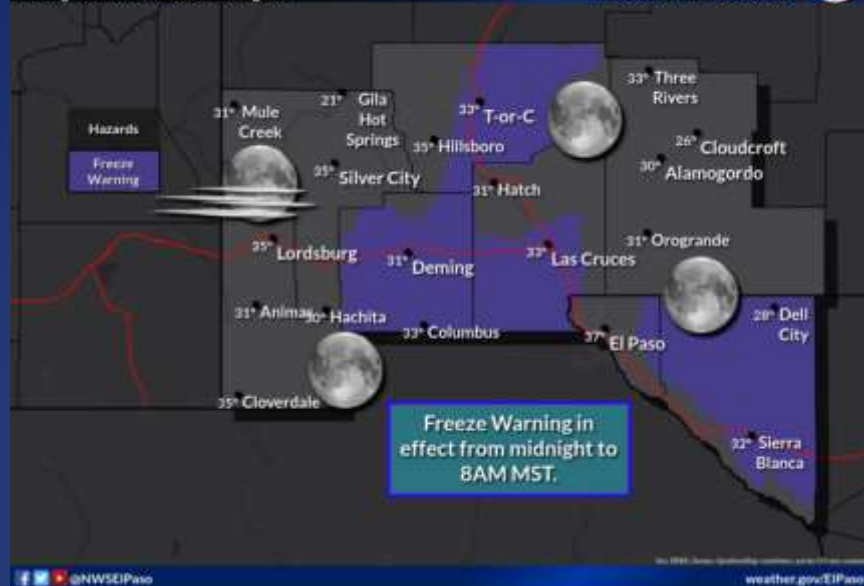 Hazards
Freeze
Warning
31° Mule
Creek
21° Gila
Hot
Springs
33° T-or-C
33° Three
Rivers
35° Hillsboro
26° Cloudcroft
30° Alamogordo
35° Silver City
31° Hatch
35° Lordsburg
31° Deming
33° Las Cruces
31° Orogrande
31° Animas
30° Hachita
33° Columbus
37° El Paso
28° Dell
City
35° Cloverdale
Freeze Warning in
effect from midnight to
8AM MST.
32° Sierra
Blanca
@NWSElPaso
weather.gov/ElPaso